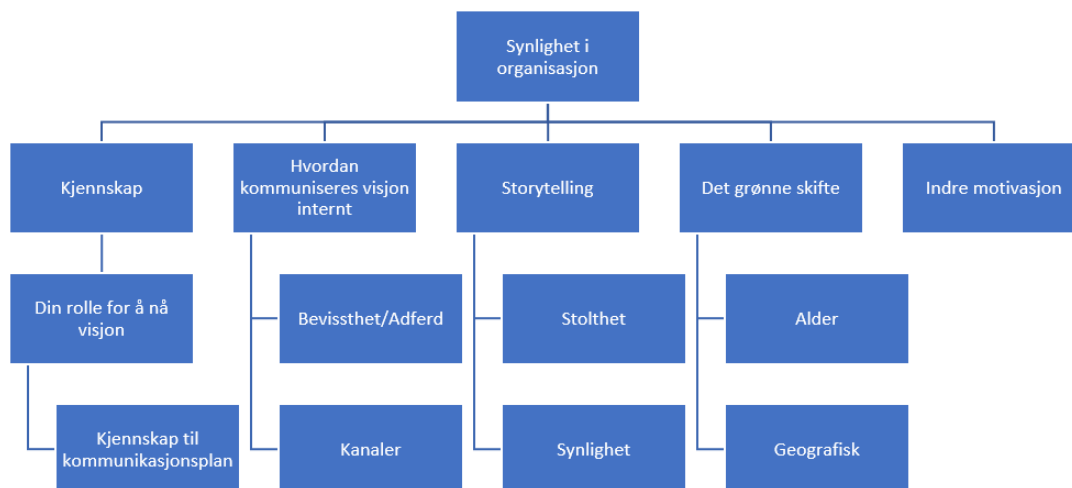 Synlighet i
organisasjon
Kjennskap
Hvordan
kommuniseres visjon
internt
Storytelling
Det grønne skifte
Indre motivasjon
Din rolle for å nå
visjon
Bevissthet/Adferd
Stolthet
Alder
Kjennskap til
kommunikasjonsplan
Kanaler
Synlighet
Geografisk